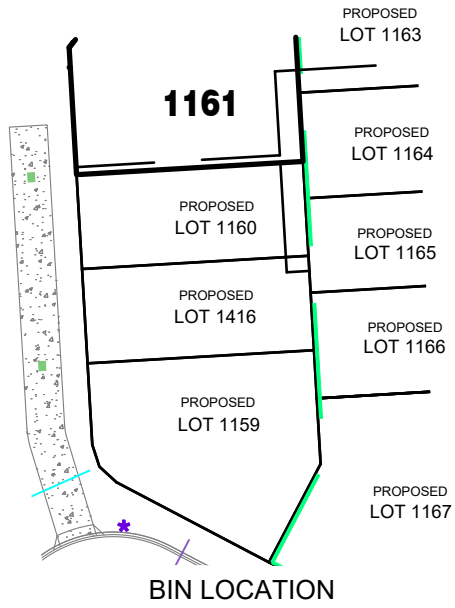 PROPOSED
LOT 1163
1161
PROPOSED
LOT 1164
PROPOSED
LOT 1160
PROPOSED
LOT 1165
PROPOSED
LOT 1416
PROPOSED
LOT 1166
PROPOSED
LOT 1159
PROPOSED
LOT 1167
*
BIN LOCATION